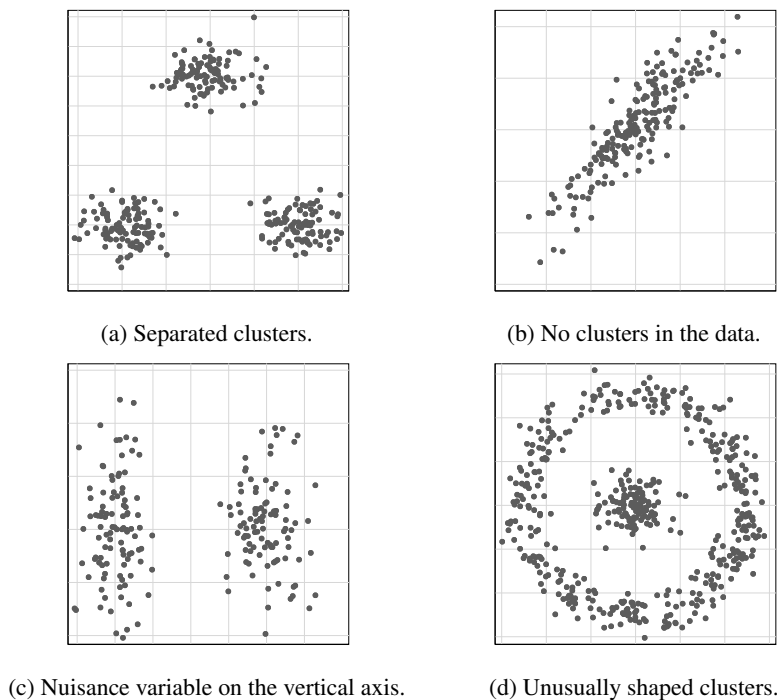 (a) Separated clusters.
(b) No clusters in the data.
(c) Nuisance variable on the vertical axis.
(d) Unusually shaped clusters.